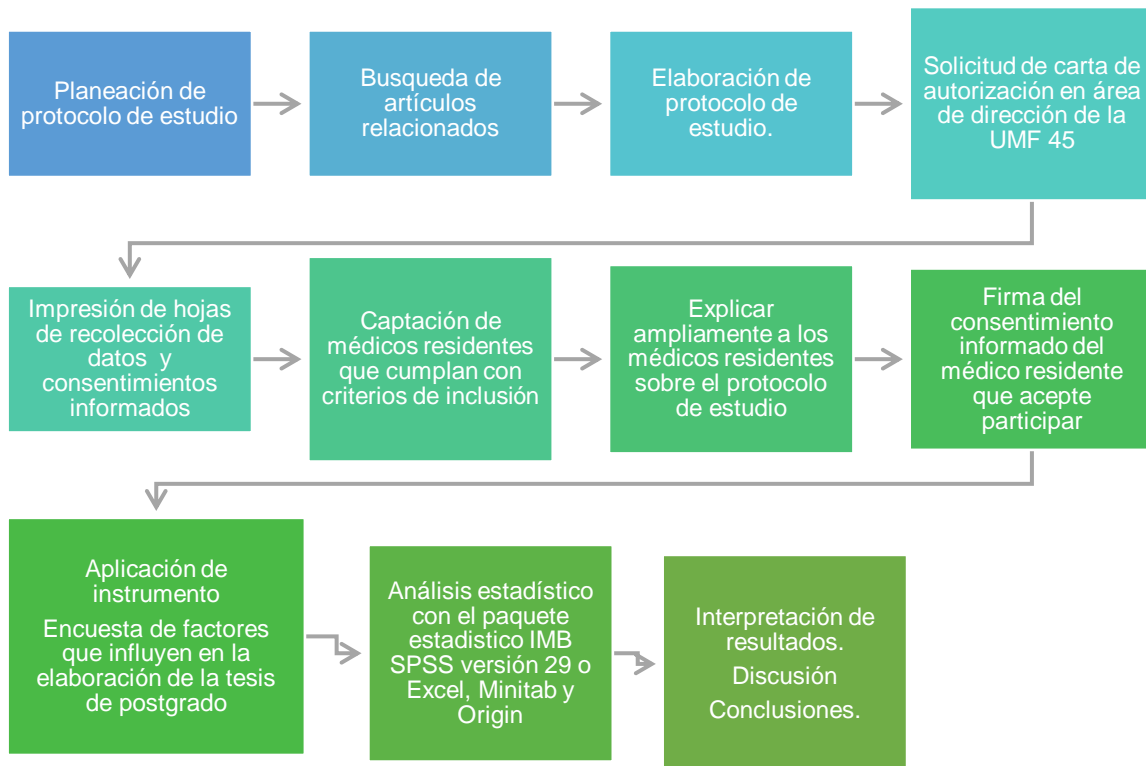 Planeación de
protocolo de estudio
Busqueda de
artículos
relacionados
Elaboración de
protocolo de
estudio.
Solicitud de carta de
autorización en área
de dirección de la
UMF 45
Impresión de hojas
de recolección de
datos y
consentimientos
informados
Captación de
médicos residentes
que cumplan con
criterios de inclusión
Explicar
ampliamente a los
médicos residentes
sobre el protocolo
de estudio
Firma del
consentimiento
informado del
médico residente
que acepte
participar
Aplicación de
instrumento
Encuesta de factores
que influyen en la
elaboración de la tesis
de postgrado
Análisis estadístico
con el paquete
estadistico IMB
SPSS versión 29 o
Excel, Minitab y
Origin
Interpretación de
resultados.
Discusión
Conclusiones.